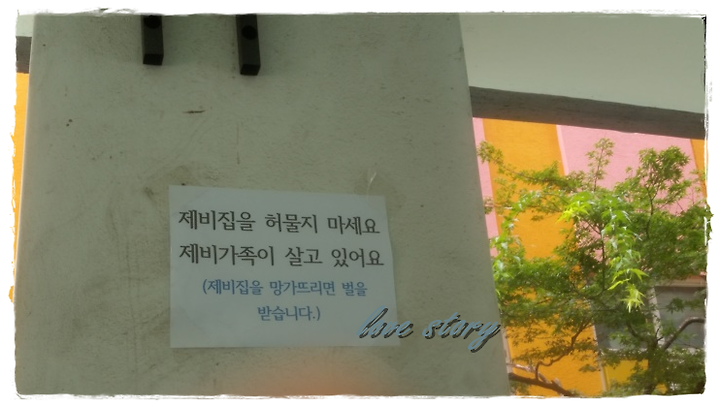 제비집을 허물지 마세요
제비가족이 살고 있어요
(제비집을 망가뜨리면 벌을
받습니다.)
love story